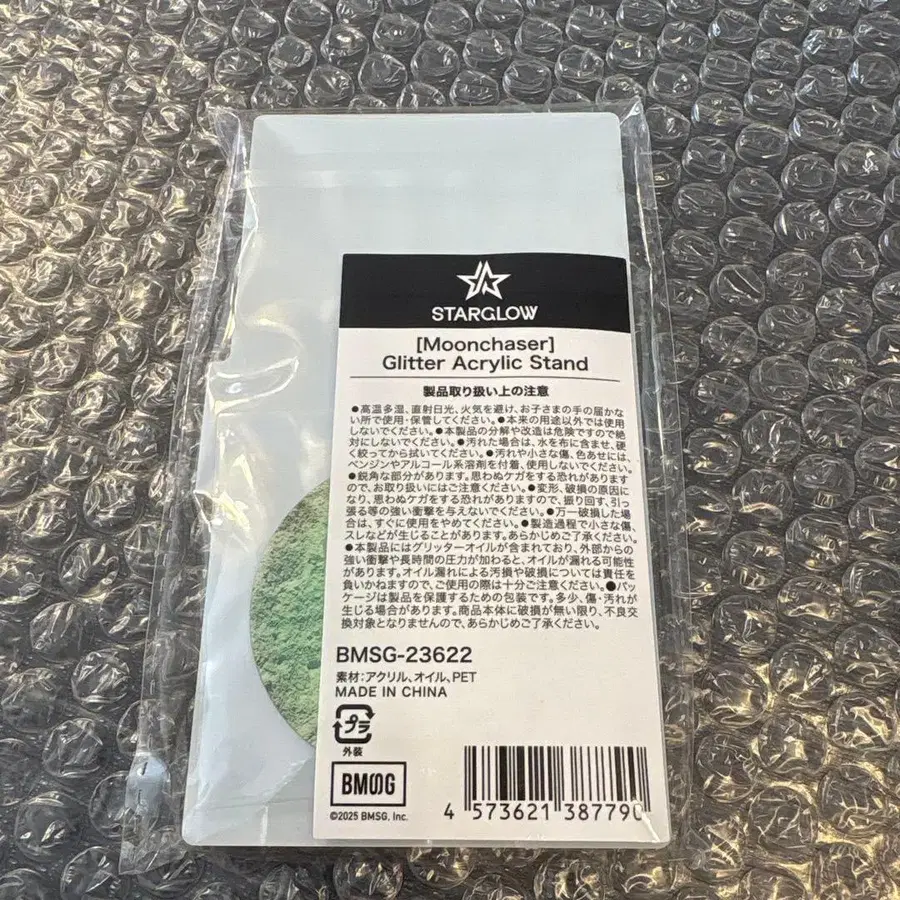 STARGLOW
[Moonchaser]
Glitter Acrylic Stand
製品取り扱い上の注意
●高温多湿、直射日光、火気を避け、お子さまの手の届かな
い所で使用・保管してください。●本来の用途以外では使用
しないでください。●本製品の分解や改造は危険ですので絶
対にしないでください。●汚れた場合は、水を布に含ませ、硬
く絞ってから拭いてください。●汚れや小さな傷、色あせには、
ベンジンやアルコール系溶剤を付着、使用しないでください。
●鋭角な部分があります。思わぬケガをする恐れがあります
ので、お取り扱いにはご注意ください。●変形、破損の原因に
なり、思わぬケガをする恐れがありますので、振り回す、引っ
張る等の強い衝撃を与えないでください。●万一破損した場
合は、すぐに使用をやめてください。●製造過程で小さな傷、
スレなどが生じることがあります。あらかじめご了承ください。
●本製品にはグリッターオイルが含まれており、外部からの
強い衝撃や長時間の圧力が加わると、オイルが漏れる可能性
があります。オイル漏れによる汚損や破損については責任を
負いかねますので、ご使用の際は十分ご注意ください。●パッ
ケージは製品を保護するための包装です。多少、傷・汚れが
生じる場合があります。商品本体に破損が無い限り、不良交
換対象となりませんので、あらかじめご了承ください。
BMSG-23622
素材：アクリル、オイル、PET
MADE IN CHINA
プラ
外装
BMSG
©2025 BMSG, Inc.
4 573621 387790